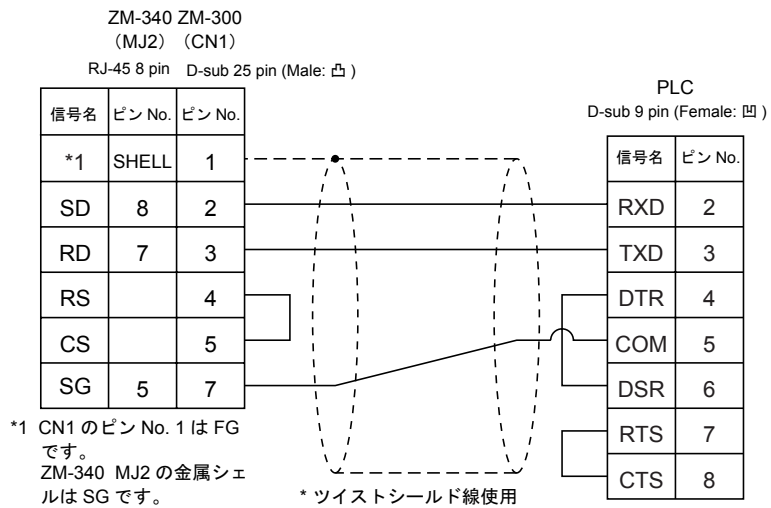 ZM-340 ZM-300
（MJ2）（CN1）
RJ-45 8 pin D-sub 25 pin (Male: 凸 )
信号名 ピン No. ピン No.
*1 SHELL 1
SD 8 2
RD 7 3
RS 4
CS 5
SG 5 7
PLC
D-sub 9 pin (Female: 凹 )
信号名 ピン No.
RXD 2
TXD 3
DTR 4
COM 5
DSR 6
RTS 7
CTS 8
*1 CN1 のピン No. 1 は FG
です。
ZM-340 MJ2 の金属シェ
ルは SG です。
* ツイストシールド線使用